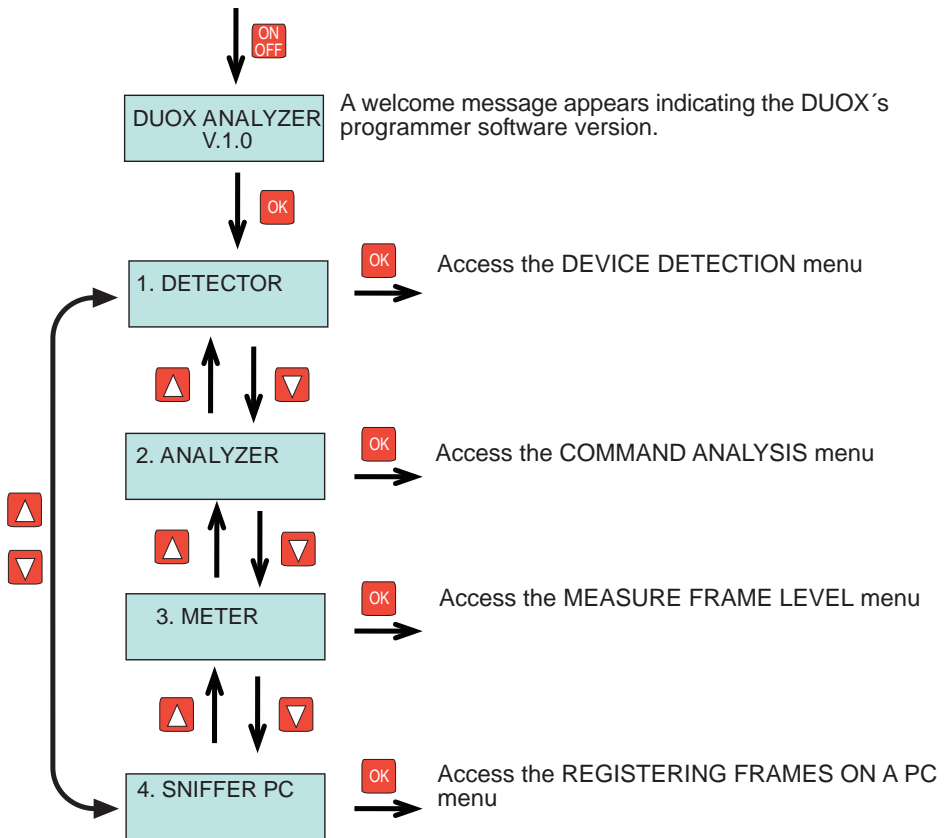 ON
OFF
DUOX ANALYZER
V.1.0
A welcome message appears indicating the DUOX´s
programmer software version.
OK
1. DETECTOR
OK
Access the DEVICE DETECTION menu
2. ANALYZER
OK
Access the COMMAND ANALYSIS menu
3. METER
OK
Access the MEASURE FRAME LEVEL menu
4. SNIFFER PC
OK
Access the REGISTERING FRAMES ON A PC
menu